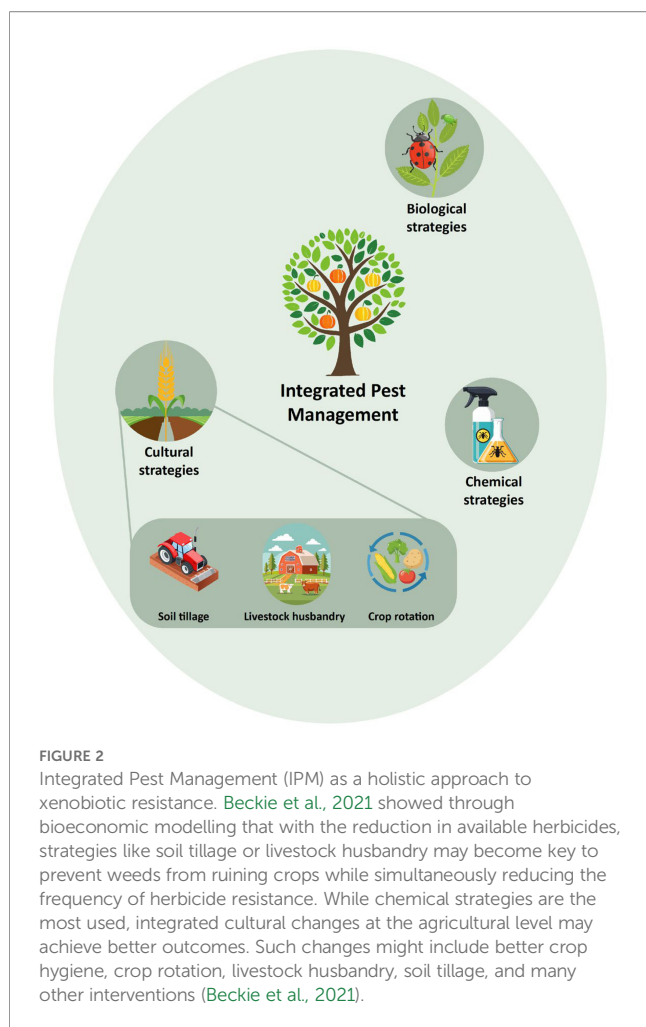 Biological
strategies
Integrated Pest
Management
Cultural
strategies
Chemical
strategies
Soil tillage
Livestock husbandry
Crop rotation
FIGURE 2
Integrated Pest Management (IPM) as a holistic approach to
xenobiotic resistance. Beckie et al., 2021 showed through
bioeconomic modelling that with the reduction in available herbicides,
strategies like soil tillage or livestock husbandry may become key to
prevent weeds from ruining crops while simultaneously reducing the
frequency of herbicide resistance. While chemical strategies are the
most used, integrated cultural changes at the agricultural level may
achieve better outcomes. Such changes might include better crop
hygiene, crop rotation, livestock husbandry, soil tillage, and many
other interventions (Beckie et al., 2021).